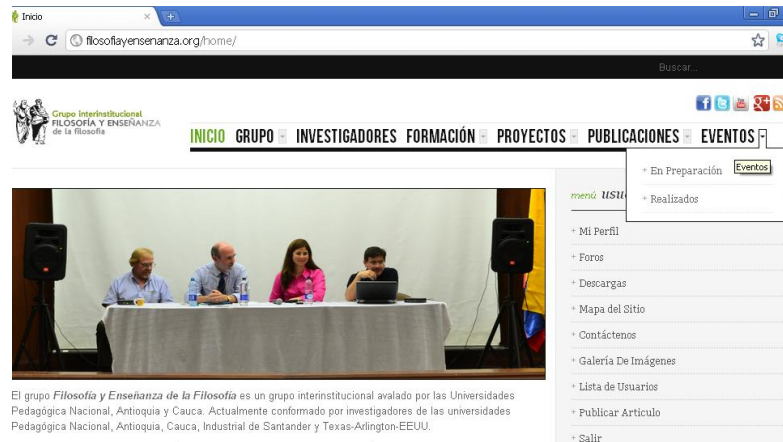 Inicio
filosofiayensenanza.org/home/
Buscar...
Grupo interinstitucional
FILOSOFÍA Y ENSEÑANZA
de la filosofía
INICIO GRUPO INVESTIGADORES FORMACIÓN PROYECTOS PUBLICACIONES EVENTOS
+ En Preparación
Eventos
+ Realizados
menú usu
+ Mi Perfil
+ Foros
+ Descargas
+ Mapa del Sitio
+ Contáctenos
+ Galería De Imágenes
+ Lista de Usuarios
+ Publicar Articulo
+ Salir
El grupo Filosofía y Enseñanza de la Filosofía es un grupo interinstitucional avalado por las Universidades
Pedagógica Nacional, Antioquia y Cauca. Actualmente conformado por investigadores de las universidades
Pedagógica Nacional, Antioquia, Cauca, Industrial de Santander y Texas-Arlington-EEUU.